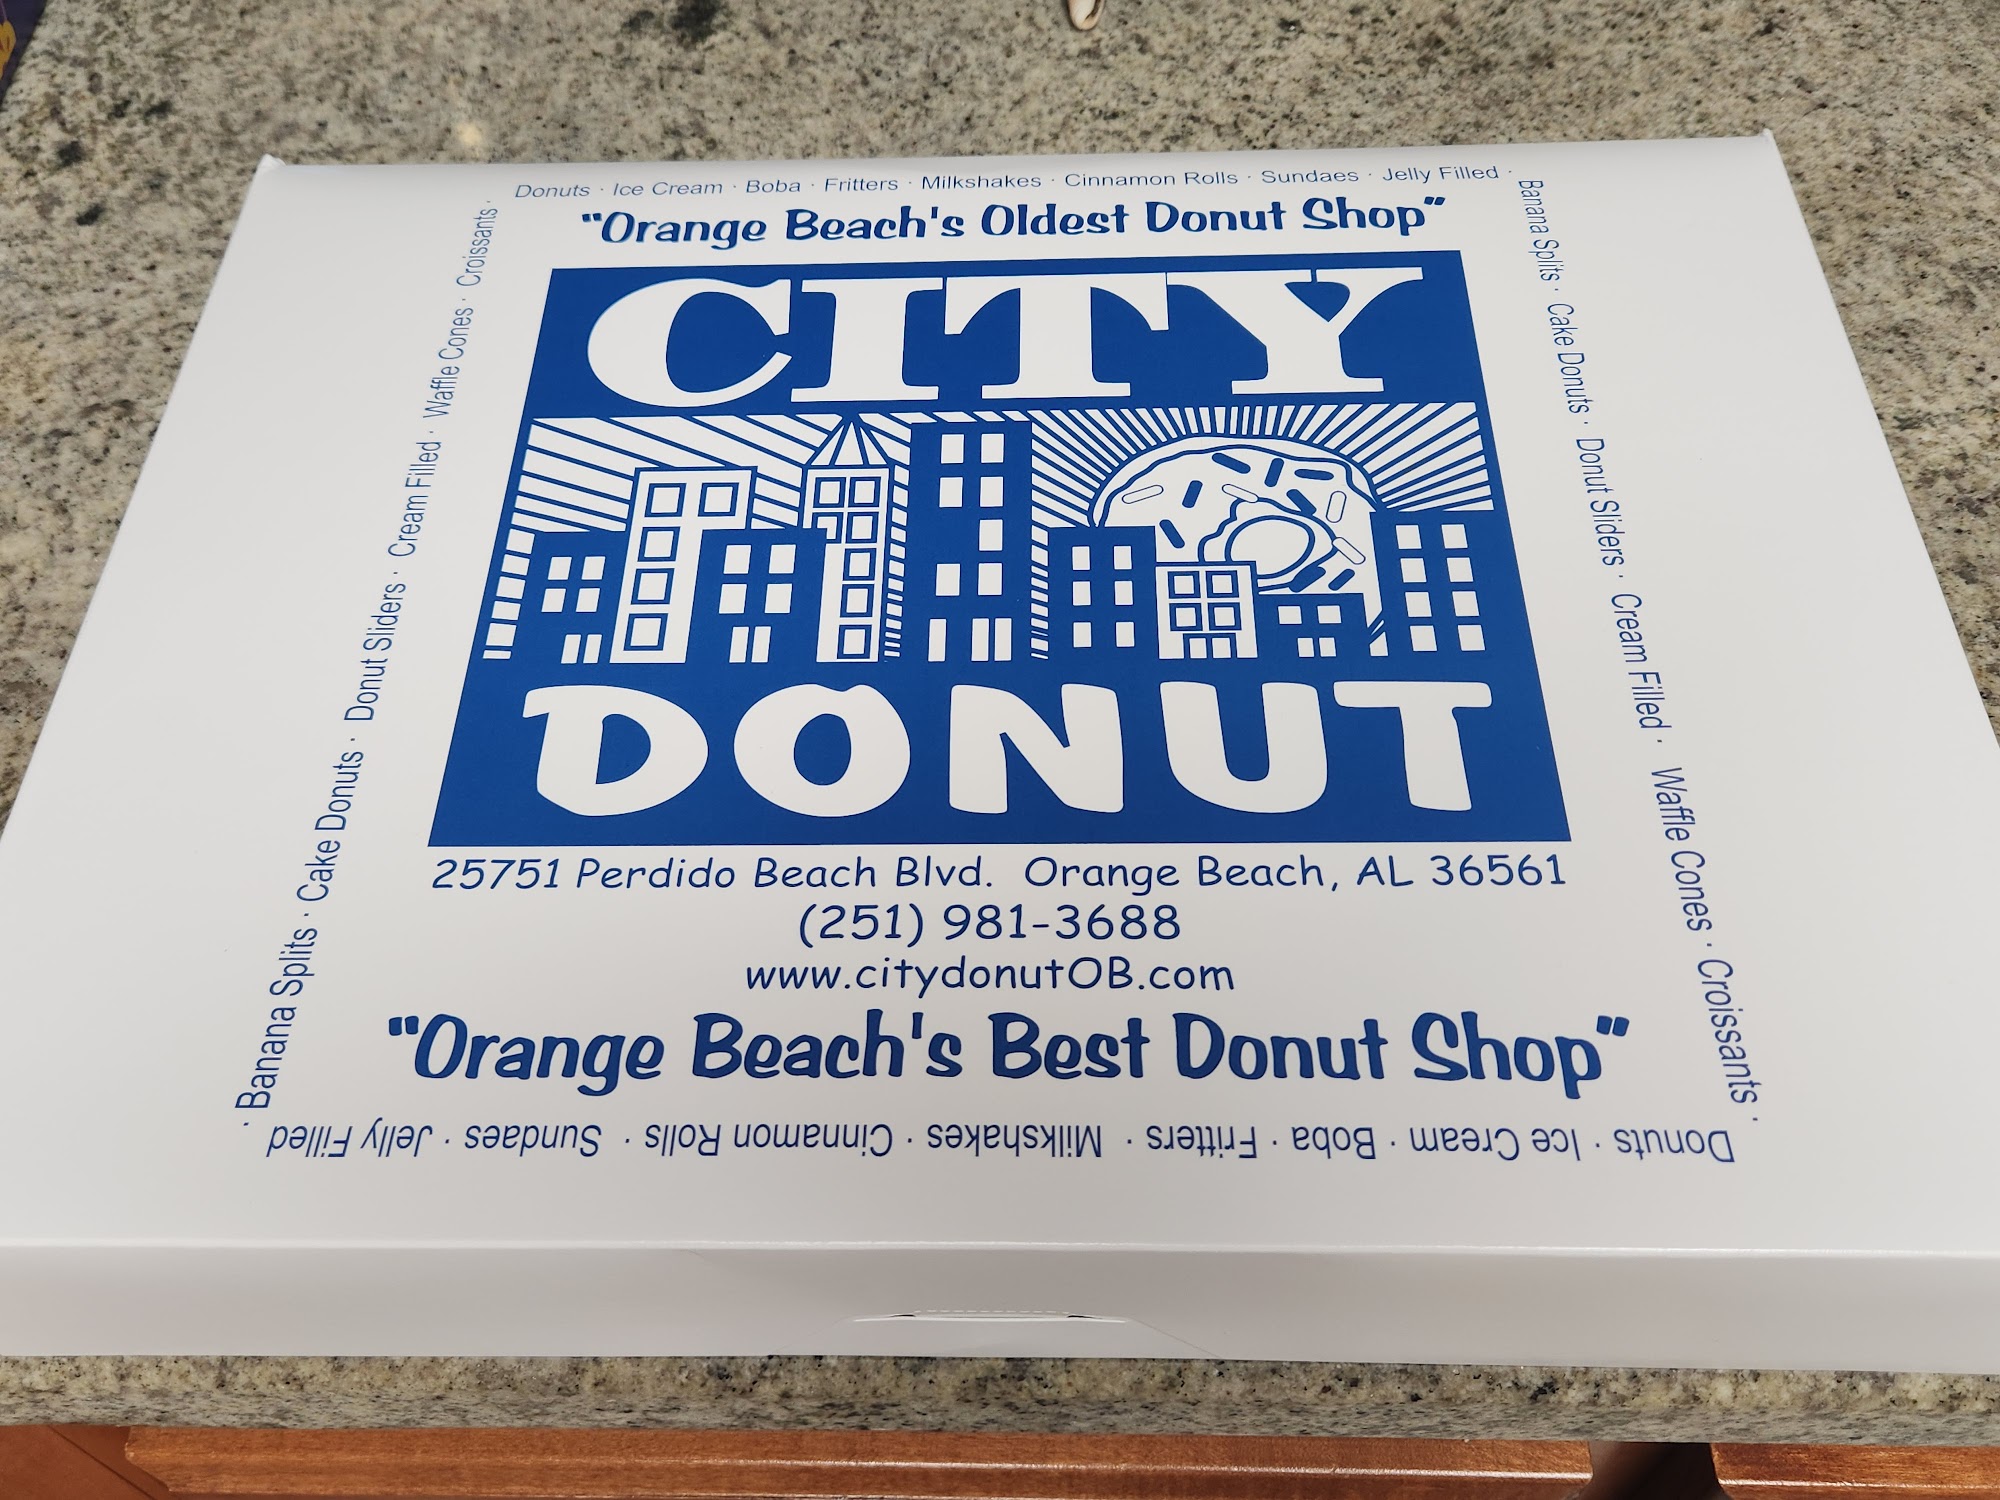 Donuts · Ice Cream · Boba · Fritters · Milkshakes · Cinnamon Rolls · Sundaes · Jelly Filled ·
Banana Splits · Cake Donuts · Donut Sliders · Cream Filled · Waffle Cones · Croissants ·
"Orange Beach's Oldest Donut Shop"
CITY
DONUT
25751 Perdido Beach Blvd. Orange Beach, AL 36561
(251) 981-3688
www.citydonutOB.com
"Orange Beach's Best Donut Shop"
Donuts · Ice Cream · Boba · Fritters · Milkshakes · Cinnamon Rolls · Sundaes · Jelly Filled ·
Banana Splits · Cake Donuts · Donut Sliders · Cream Filled · Waffle Cones · Croissants ·